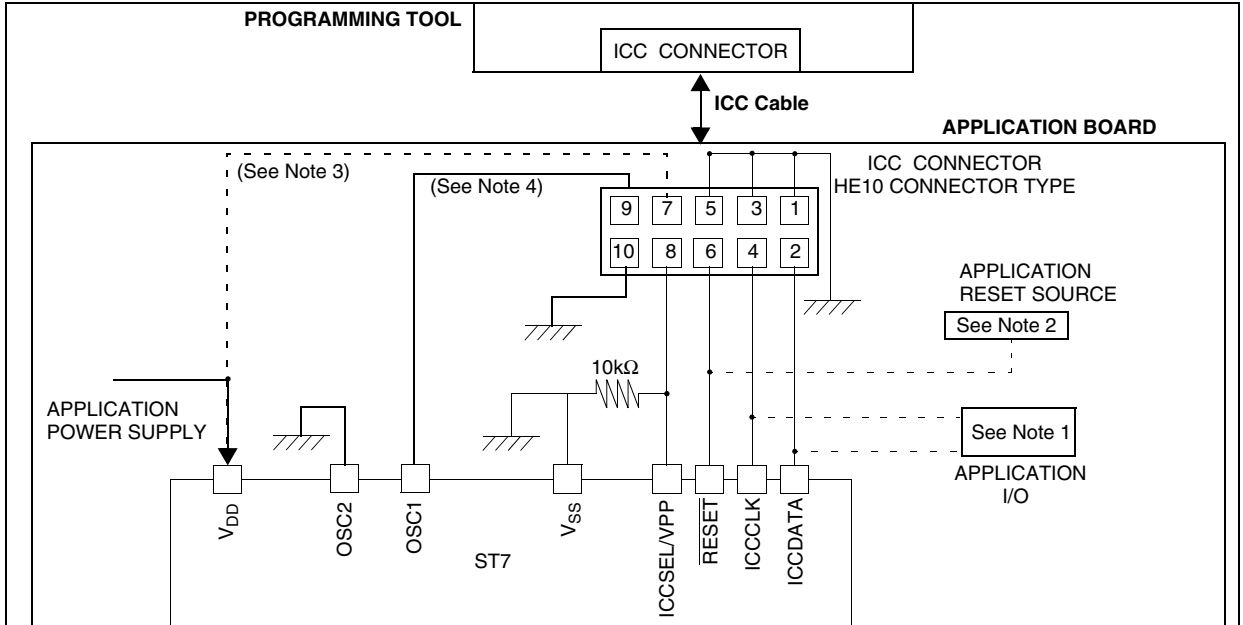 PROGRAMMING TOOL
ICC CONNECTOR
ICC Cable
APPLICATION BOARD
(See Note 3)
(See Note 4)
ICC CONNECTOR
HE10 CONNECTOR TYPE
9 7 5 3 1
10 8 6 4 2
APPLICATION
RESET SOURCE
See Note 2
10kΩ
APPLICATION
POWER SUPPLY
See Note 1
APPLICATION
I/O
VDD
OSC2
OSC1
VSS
ICCSEL/VPP
RESET
ICCCLK
ICCDATA
ST7